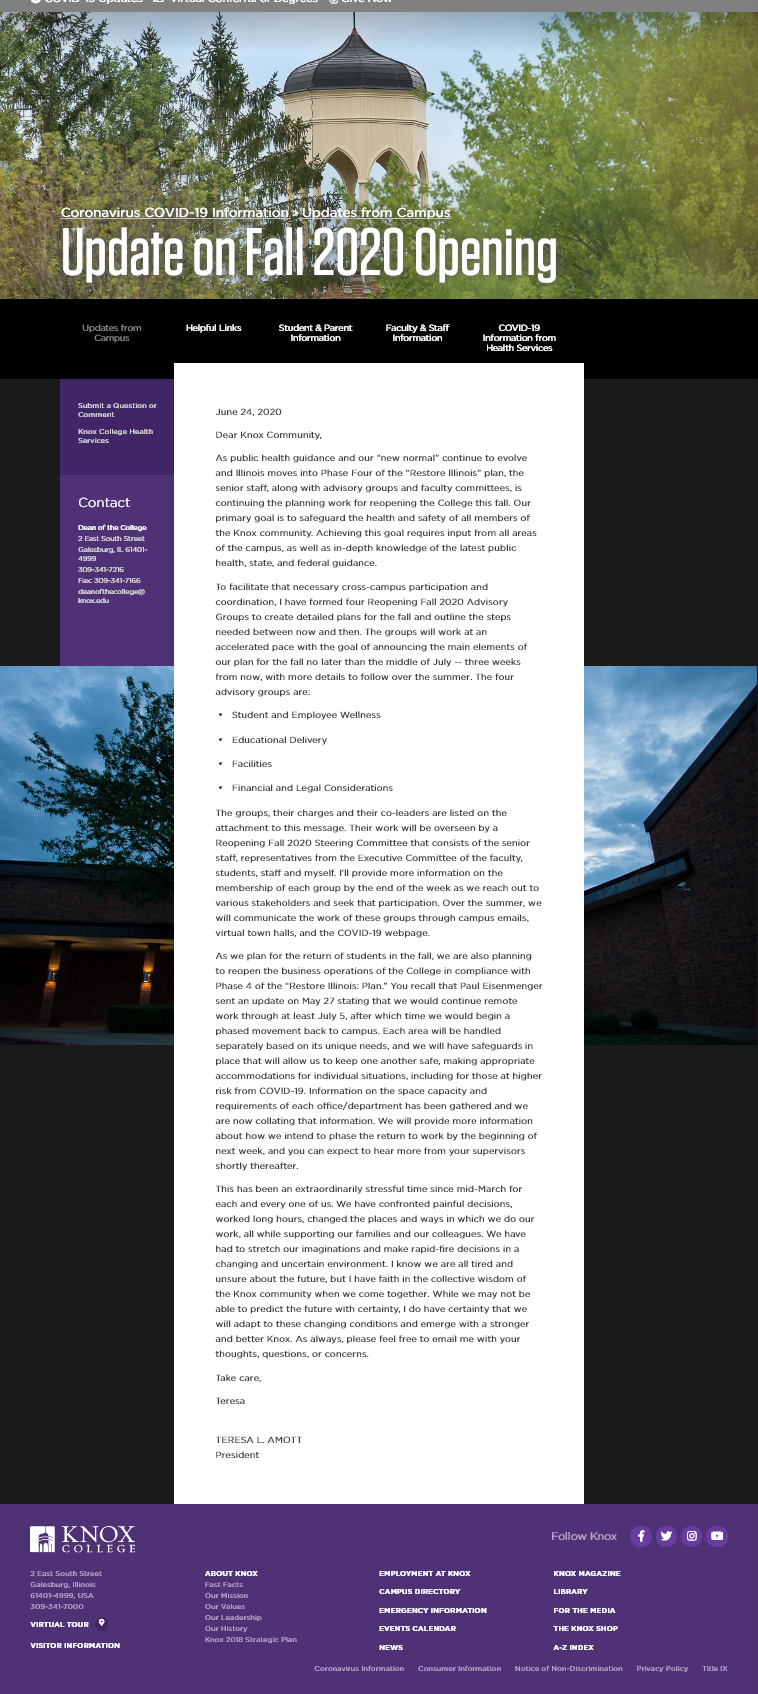 COVID-19 Updates Virtual Conferral of Degrees Give Now
Coronavirus COVID-19 Information > Updates from Campus
Update on Fall 2020 Opening
Updates from
Campus
Helpful Links
Student & Parent
Information
Faculty & Staff
Information
COVID-19
Information from
Health Services
Submit a Question or
Comment
Knox College Health
Services
Contact
Dean of the College
2 East South Street
Galesburg, IL 61401-
4999
309-341-7216
Fax: 309-341-7166
deanofthecollege@
knox.edu
June 24, 2020
Dear Knox Community,
As public health guidance and our "new normal" continue to evolve
and Illinois moves into Phase Four of the "Restore Illinois" plan, the
senior staff, along with advisory groups and faculty committees, is
continuing the planning work for reopening the College this fall. Our
primary goal is to safeguard the health and safety of all members of
the Knox community. Achieving this goal requires input from all areas
of the campus, as well as in-depth knowledge of the latest public
health, state, and federal guidance.
To facilitate that necessary cross-campus participation and
coordination, I have formed four Reopening Fall 2020 Advisory
Groups to create detailed plans for the fall and outline the steps
needed between now and then. The groups will work at an
accelerated pace with the goal of announcing the main elements of
our plan for the fall no later than the middle of July -- three weeks
from now, with more details to follow over the summer. The four
advisory groups are:
• Student and Employee Wellness
• Educational Delivery
• Facilities
• Financial and Legal Considerations
The groups, their charges and their co-leaders are listed on the
attachment to this message. Their work will be overseen by a
Reopening Fall 2020 Steering Committee that consists of the senior
staff, representatives from the Executive Committee of the faculty,
students, staff and myself. I'll provide more information on the
membership of each group by the end of the week as we reach out to
various stakeholders and seek that participation. Over the summer, we
will communicate the work of these groups through campus emails,
virtual town halls, and the COVID-19 webpage.
As we plan for the return of students in the fall, we are also planning
to reopen the business operations of the College in compliance with
Phase 4 of the "Restore Illinois: Plan." You recall that Paul Eisenmenger
sent an update on May 27 stating that we would continue remote
work through at least July 5, after which time we would begin a
phased movement back to campus. Each area will be handled
separately based on its unique needs, and we will have safeguards in
place that will allow us to keep one another safe, making appropriate
accommodations for individual situations, including for those at higher
risk from COVID-19. Information on the space capacity and
requirements of each office/department has been gathered and we
are now collating that information. We will provide more information
about how we intend to phase the return to work by the beginning of
next week, and you can expect to hear more from your supervisors
shortly thereafter.
This has been an extraordinarily stressful time since mid-March for
each and every one of us. We have confronted painful decisions,
worked long hours, changed the places and ways in which we do our
work, all while supporting our families and our colleagues. We have
had to stretch our imaginations and make rapid-fire decisions in a
changing and uncertain environment. I know we are all tired and
unsure about the future, but I have faith in the collective wisdom of
the Knox community when we come together. While we may not be
able to predict the future with certainty, I do have certainty that we
will adapt to these changing conditions and emerge with a stronger
and better Knox. As always, please feel free to email me with your
thoughts, questions, or concerns.
Take care,
Teresa
TERESA L. AMOTT
President
KNOX
COLLEGE
Follow Knox
2 East South Street
Galesburg, Illinois
61401-4999, USA
309-341-7000
VIRTUAL TOUR
VISITOR INFORMATION
ABOUT KNOX
Fast Facts
Our Mission
Our Values
Our Leadership
Our History
Knox 2018 Strategic Plan
EMPLOYMENT AT KNOX
CAMPUS DIRECTORY
EMERGENCY INFORMATION
EVENTS CALENDAR
NEWS
KNOX MAGAZINE
LIBRARY
FOR THE MEDIA
THE KNOX SHOP
A-Z INDEX
Coronavirus Information Consumer Information Notice of Non-Discrimination Privacy Policy Title IX